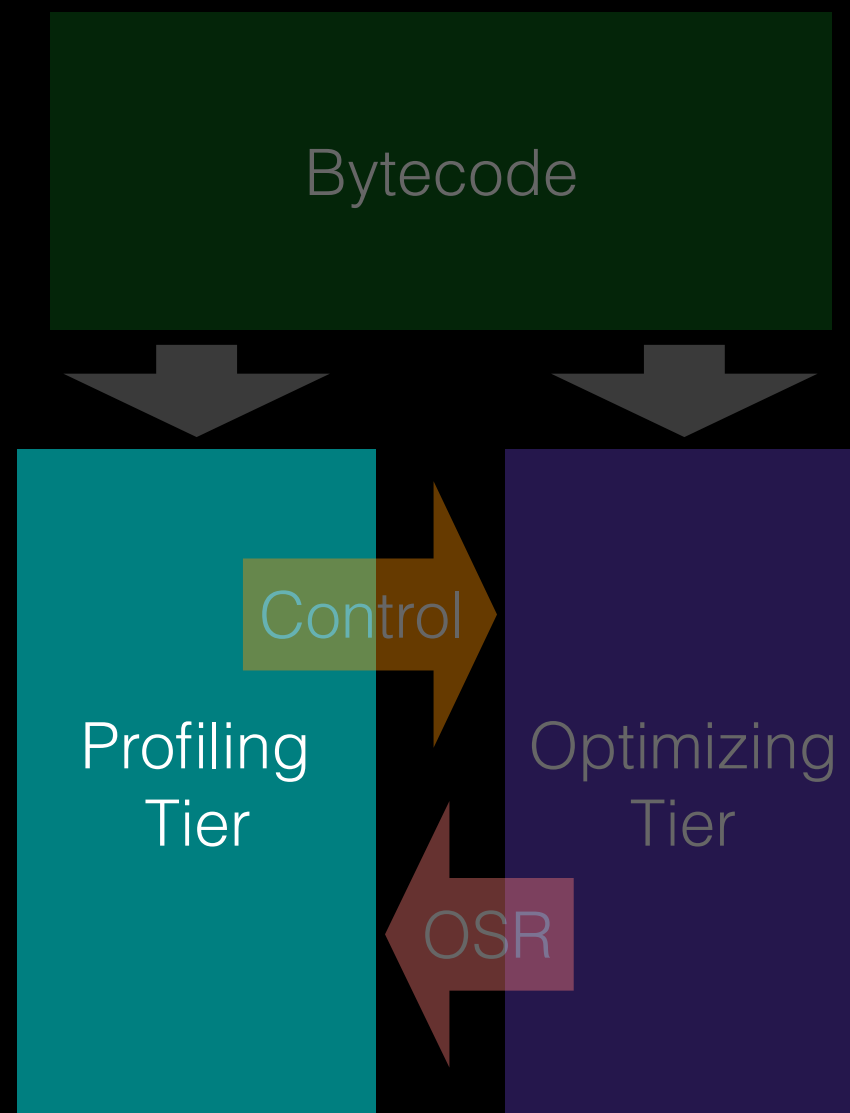 Bytecode
Control
Profiling
Tier
Optimizing
Tier
OSR